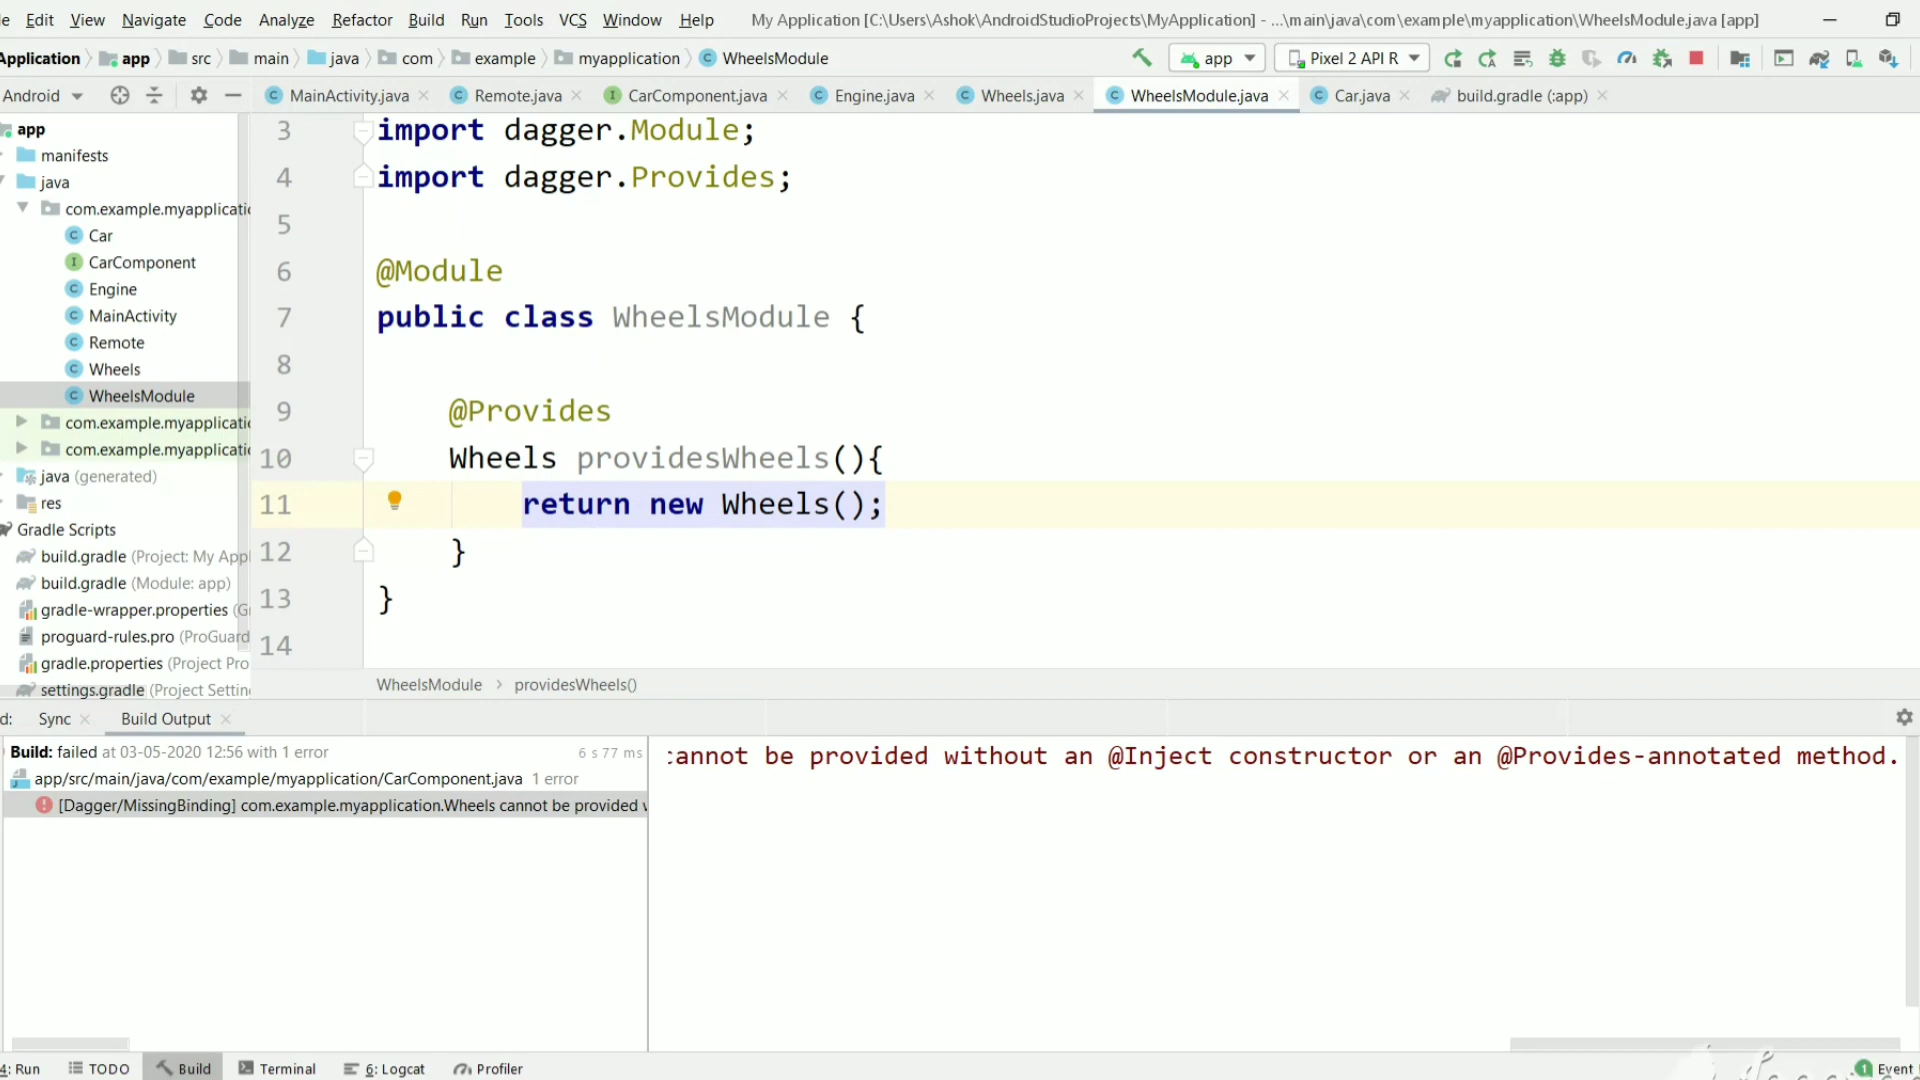 Edit View Navigate Code Analyze Refactor Build Run Tools VCS Window Help My Application [C:\Users\Ashok\AndroidStudioProjects\MyApplication] - ...\main\java\com\example\myapplication\WheelsModule.java [app]
Application app src main java com example myapplication WheelsModule app Pixel 2 API R
Android MainActivity.java Remote.java CarComponent.java Engine.java Wheels.java WheelsModule.java Car.java build.gradle (:app)
app
manifests
java
com.example.myapplicatio
Car
CarComponent
Engine
MainActivity
Remote
Wheels
WheelsModule
com.example.myapplicatio
com.example.myapplicatio
java (generated)
res
Gradle Scripts
build.gradle (Project: My App
build.gradle (Module: app)
gradle-wrapper.properties (G
proguard-rules.pro (ProGuard
gradle.properties (Project Pro
settings.gradle (Project Settin
3 import dagger.Module;
4 import dagger.Provides;
5
6 @Module
7 public class WheelsModule {
8
9 @Provides
10 Wheels providesWheels(){
11 return new Wheels();
12 }
13 }
14
WheelsModule > providesWheels()
d: Sync Build Output
Build: failed at 03-05-2020 12:56 with 1 error 6 s 77 ms
app/src/main/java/com/example/myapplication/CarComponent.java 1 error
[Dagger/MissingBinding] com.example.myapplication.Wheels cannot be provided
cannot be provided without an @Inject constructor or an @Provides-annotated method.
4: Run TODO Build Terminal 6: Logcat Profiler 1 Event